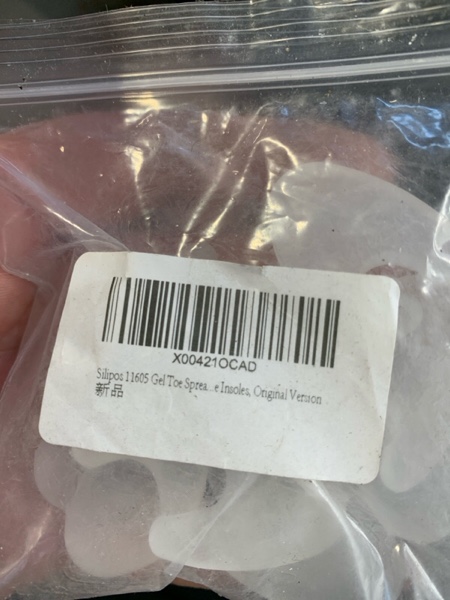 X00421OCAD
Silipos 11605 Gel Toe Sprea...e Insoles, Original Version
新品